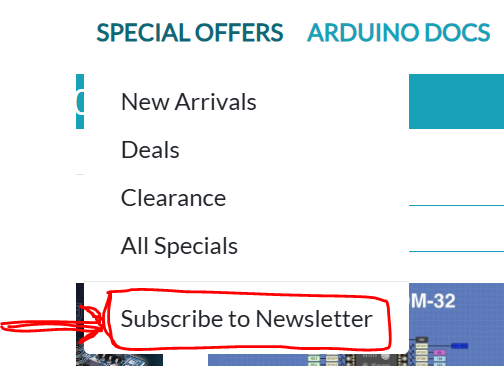 SPECIAL OFFERS ARDUINO DOCS
New Arrivals
Deals
Clearance
All Specials
M-32
Subscribe to Newsletter